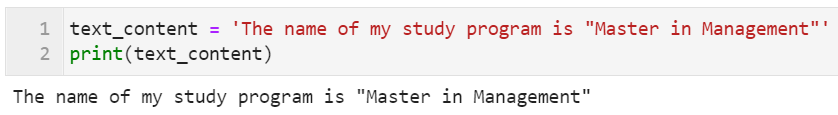 1 text_content = 'The name of my study program is "Master in Management"'
2 print(text_content)
The name of my study program is "Master in Management"